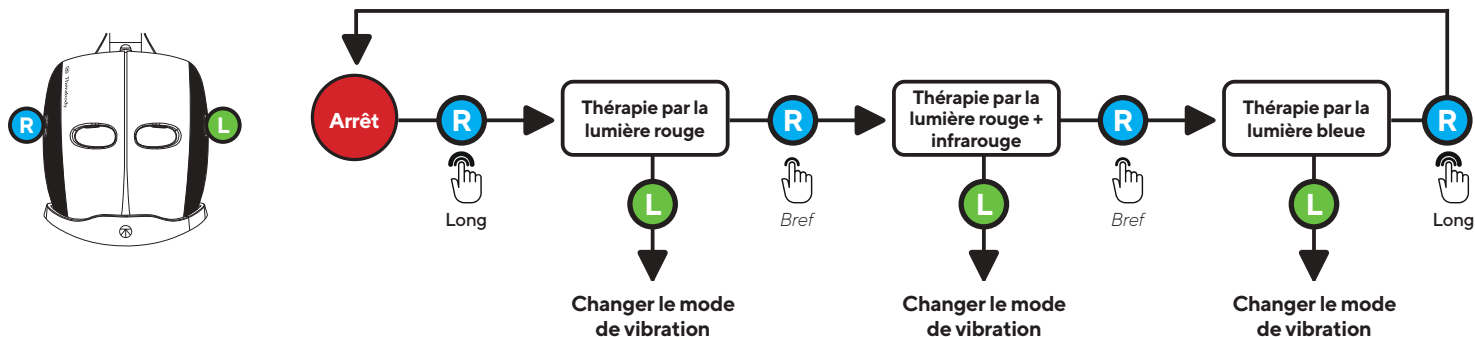 R
L
Therabody
Arrêt
R
Long
Thérapie par la
lumière rouge
L
Changer le mode
de vibration
R
Bref
Thérapie par la
lumière rouge +
infrarouge
L
Changer le mode
de vibration
R
Bref
Thérapie par la
lumière bleue
L
Changer le mode
de vibration
R
Long